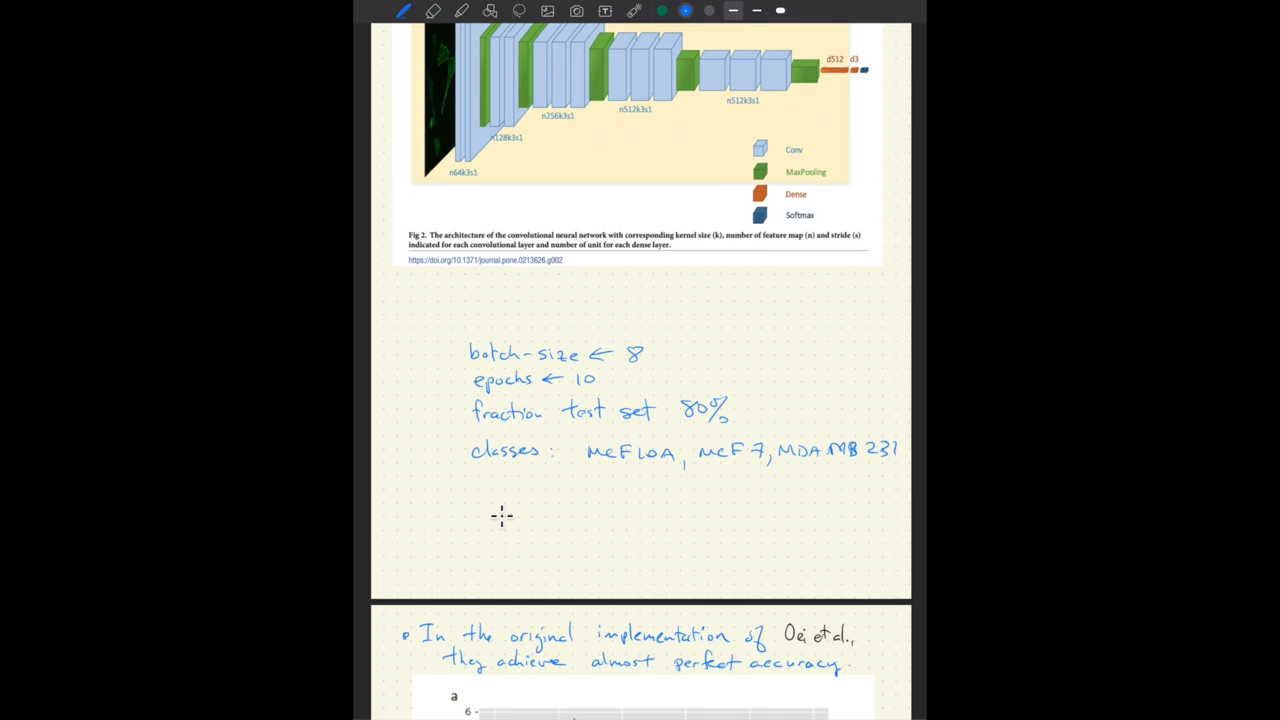 d512 d3
n512k3s1
n512k3s1
n256k3s1
n128k3s1
n64k3s1
Conv
MaxPooling
Dense
Softmax
Fig 2. The architecture of the convolutional neural network with corresponding kernel size (k), number of feature map (n) and stride (s)
indicated for each convolutional layer and number of unit for each dense layer.
https://doi.org/10.1371/journal.pone.0213626.g002
batch-size ← 8
epochs ← 10
fraction test set 80%
classes: MCF10A, MCF7, MDAMB231
• In the original implementation of Oei et al.,
they achieve almost perfect accuracy.
a
6